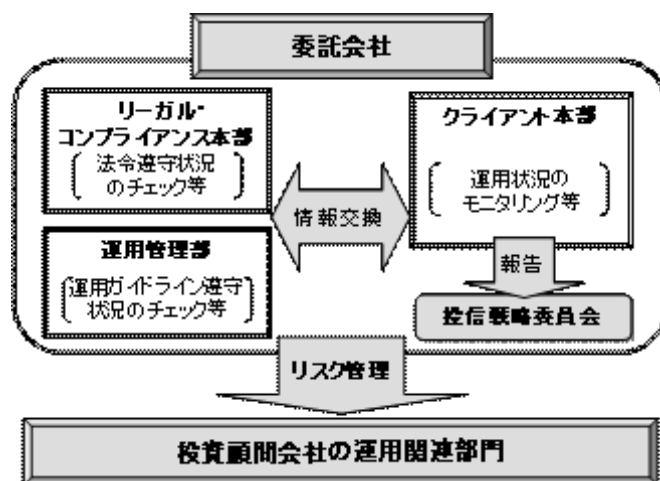 委託会社
リーガル・
コンプライアンス本部
法令遵守状況
のチェック等
運用管理部
運用ガイドライン遵守
状況のチェック等
情報交換
クライアント本部
運用状況の
モニタリング等
報告
投信戦略委員会
リスク管理
投資顧問会社の運用関連部門